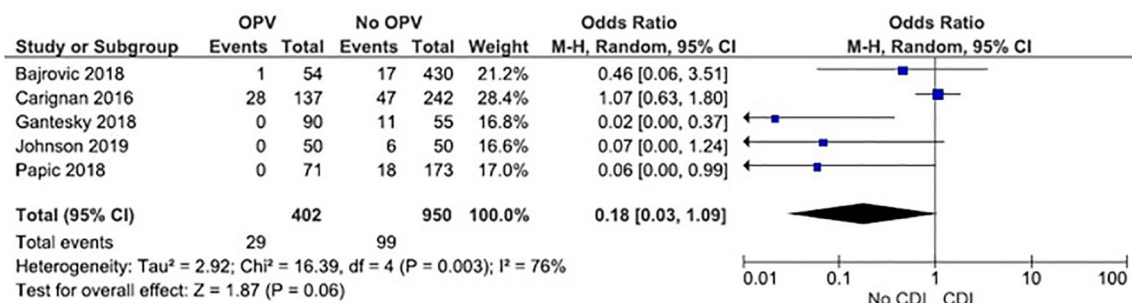 OPV No OPV Odds Ratio Odds Ratio
Study or Subgroup Events Total Events Total Weight M-H, Random, 95% CI M-H, Random, 95% CI
Bajrovic 2018 1 54 17 430 21.2% 0.46 [0.06, 3.51]
Carignan 2016 28 137 47 242 28.4% 1.07 [0.63, 1.80]
Gantesky 2018 0 90 11 55 16.8% 0.02 [0.00, 0.37]
Johnson 2019 0 50 6 50 16.6% 0.07 [0.00, 1.24]
Papic 2018 0 71 18 173 17.0% 0.06 [0.00, 0.99]
Total (95% CI) 402 950 100.0% 0.18 [0.03, 1.09]
Total events 29 99
Heterogeneity: Tau² = 2.92; Chi² = 16.39, df = 4 (P = 0.003); I² = 76%
Test for overall effect: Z = 1.87 (P = 0.06)
0.01 0.1 1 10 100
No CDI CDI